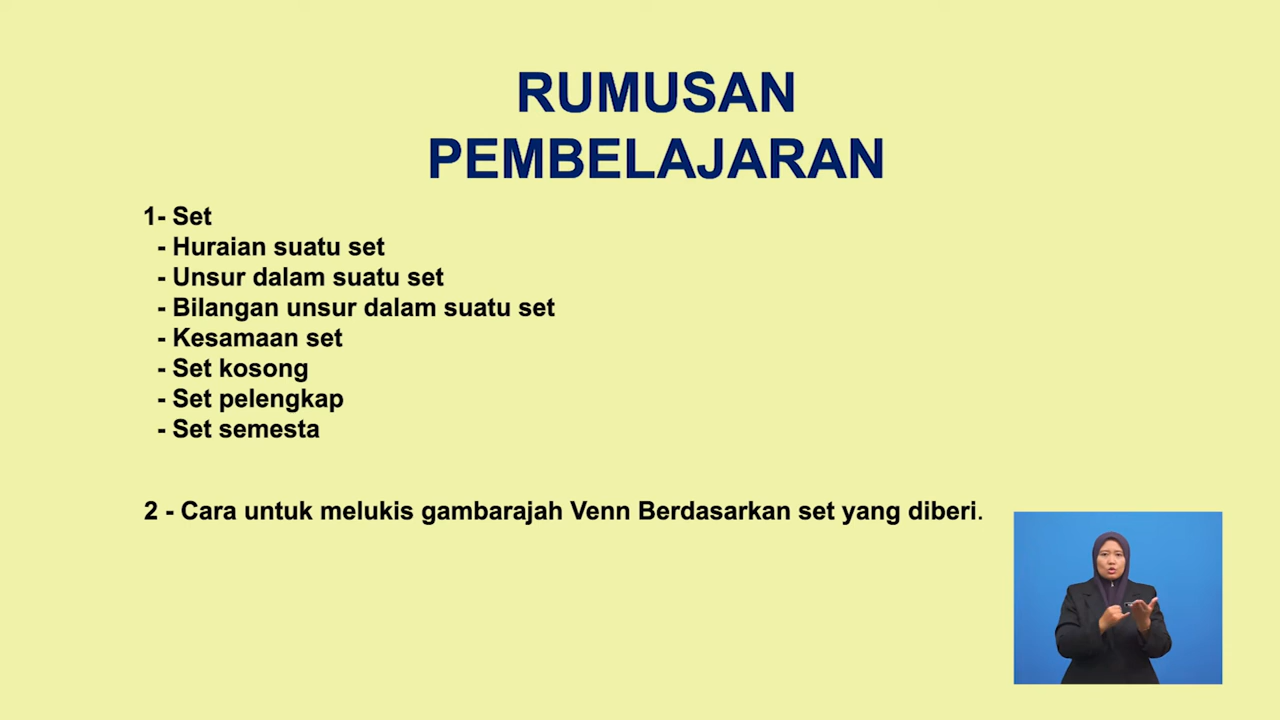 RUMUSAN
PEMBELAJARAN
1- Set
- Huraian suatu set
- Unsur dalam suatu set
- Bilangan unsur dalam suatu set
- Kesamaan set
- Set kosong
- Set pelengkap
- Set semesta
2 - Cara untuk melukis gambarajah Venn Berdasarkan set yang diberi.